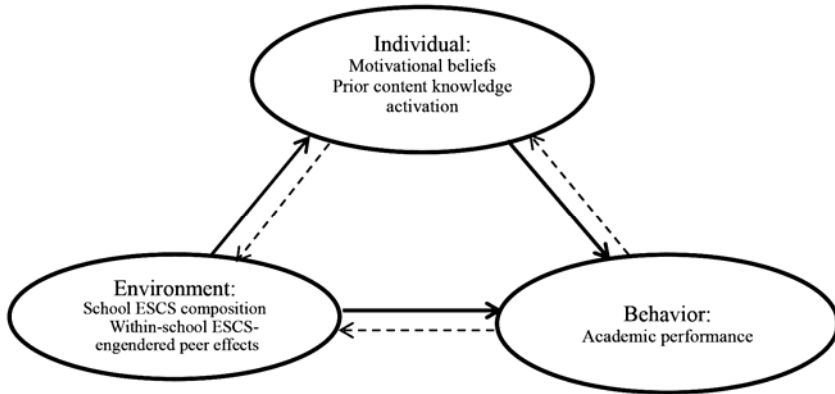 Individual:
Motivational beliefs
Prior content knowledge
activation
Environment:
School ESCS composition
Within-school ESCS-
engendered peer effects
Behavior:
Academic performance